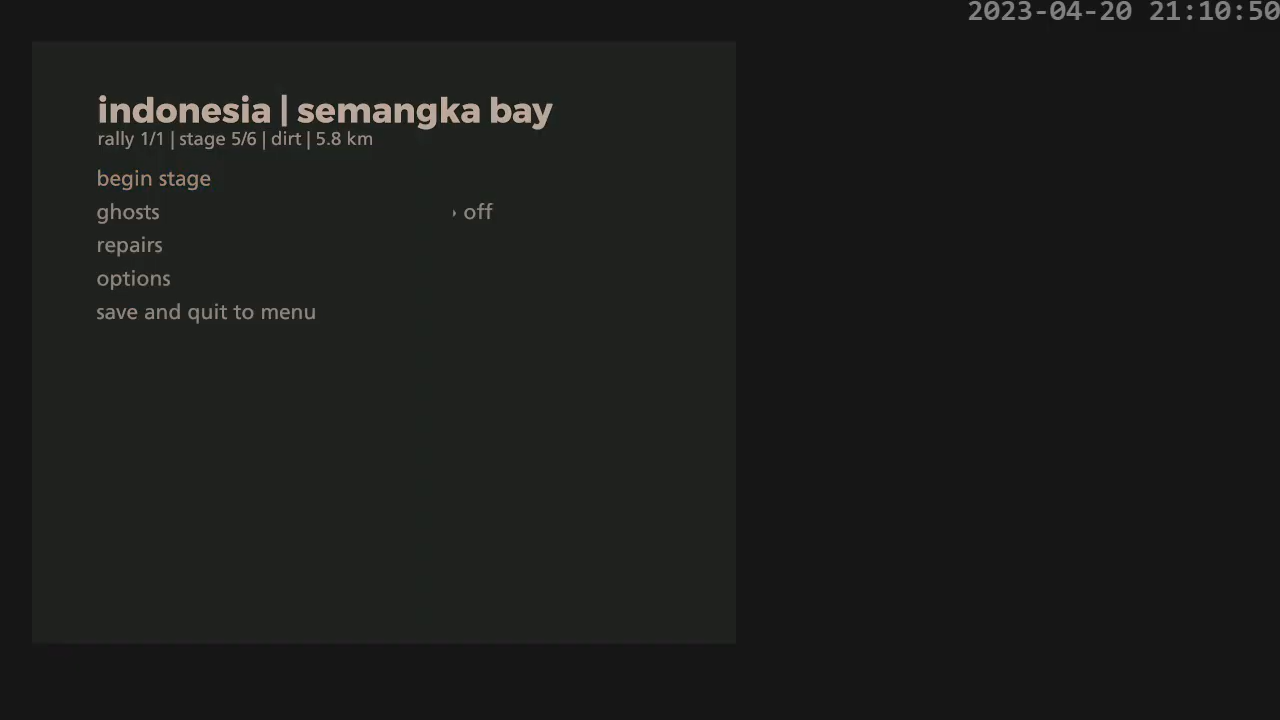 2023-04-20 21:10:50
indonesia | semangka bay
rally 1/1 | stage 5/6 | dirt | 5.8 km
begin stage
ghosts › off
repairs
options
save and quit to menu